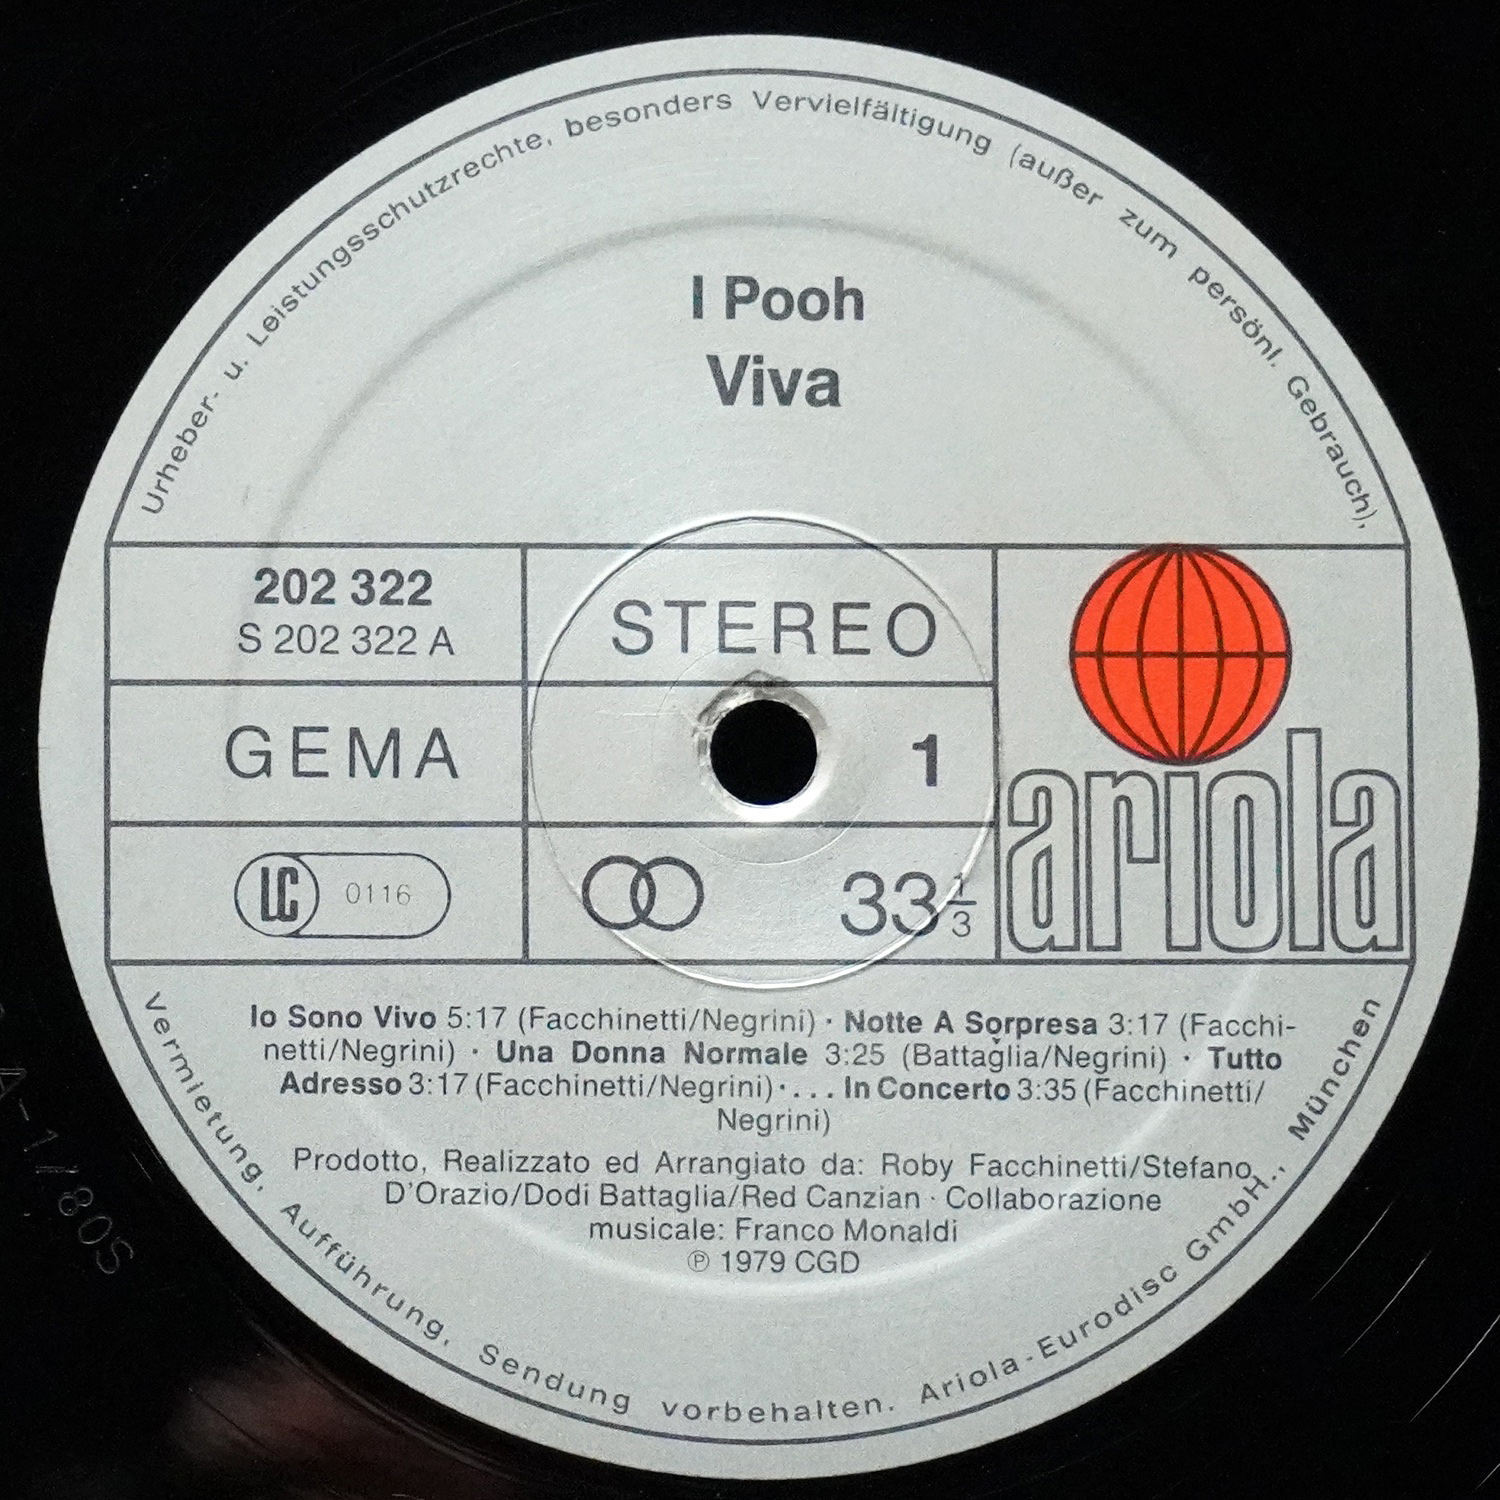 Urheber- u. Leistungsschutzrechte, besonders Vervielfältigung (außer zum persönl. Gebrauch),
I Pooh
Viva
202 322
S 202 322 A
STEREO
GEMA
1
LC 0116
33 1/3
ariola
Io Sono Vivo 5:17 (Facchinetti/Negrini) · Notte A Sorpresa 3:17 (Facchi-
netti/Negrini) · Una Donna Normale 3:25 (Battaglia/Negrini) · Tutto
Adresso 3:17 (Facchinetti/Negrini) · ... In Concerto 3:35 (Facchinetti/
Negrini)
Prodotto, Realizzato ed Arrangiato da: Roby Facchinetti/Stefano
D'Orazio/Dodi Battaglia/Red Canzian · Collaborazione
musicale: Franco Monaldi
℗ 1979 CGD
Vermietung, Aufführung, Sendung vorbehalten. Ariola-Eurodisc GmbH., München